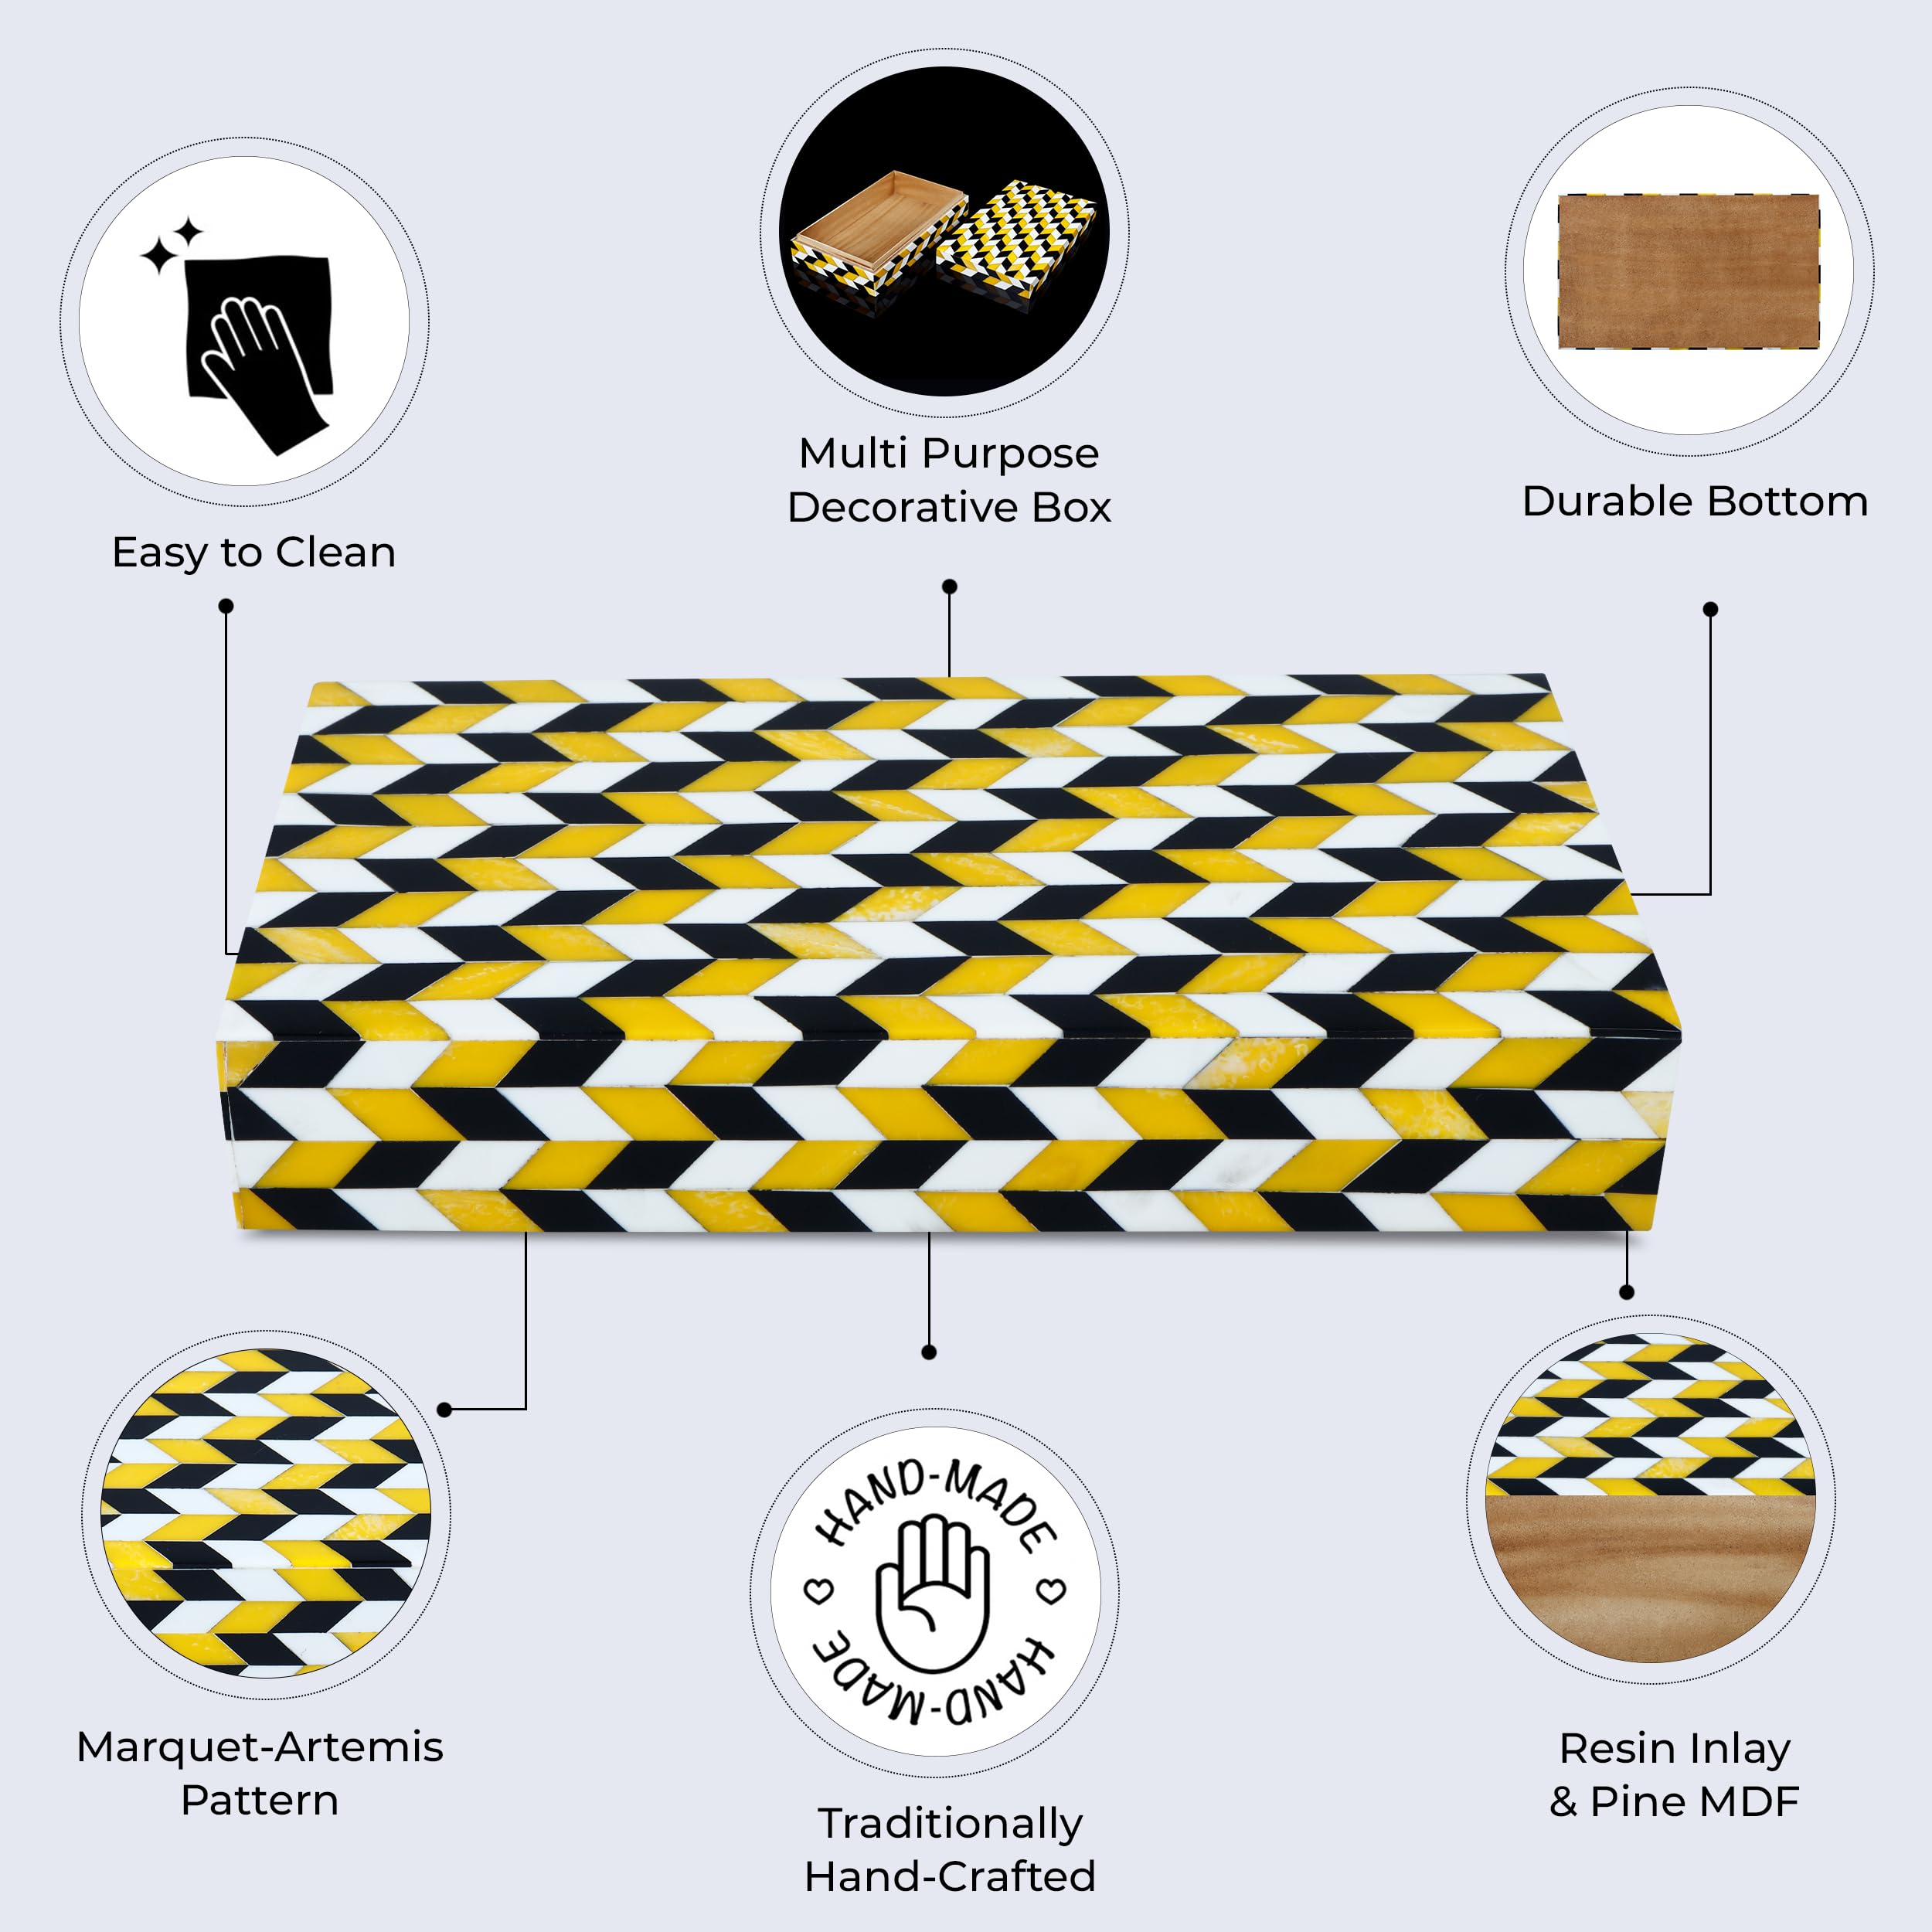 Multi Purpose
Decorative Box
Durable Bottom
Easy to Clean
HAND-MADE
HAND-MADE
Marquet-Artemis
Pattern
Traditionally
Hand-Crafted
Resin Inlay
& Pine MDF